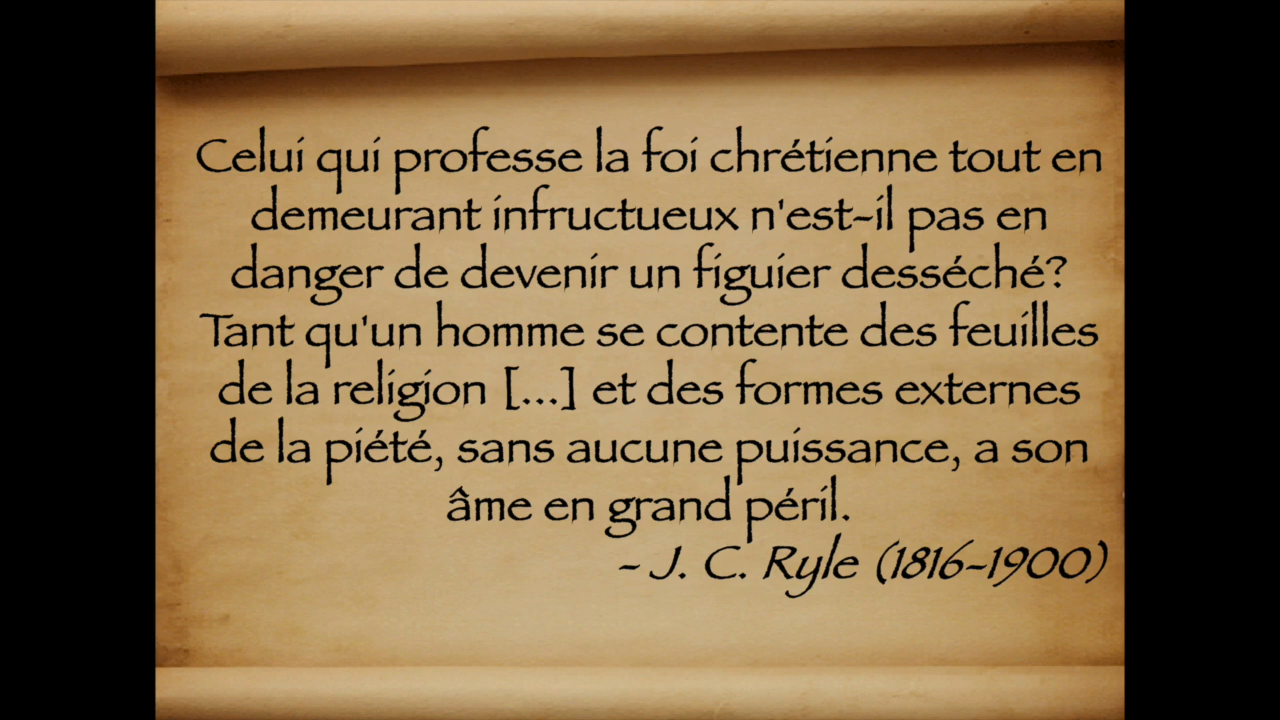 Celui qui professe la foi chrétienne tout en
demeurant infructueux n'est-il pas en
danger de devenir un figuier desséché?
Tant qu'un homme se contente des feuilles
de la religion [...] et des formes externes
de la piété, sans aucune puissance, a son
âme en grand péril.
- J. C. Ryle (1816-1900)